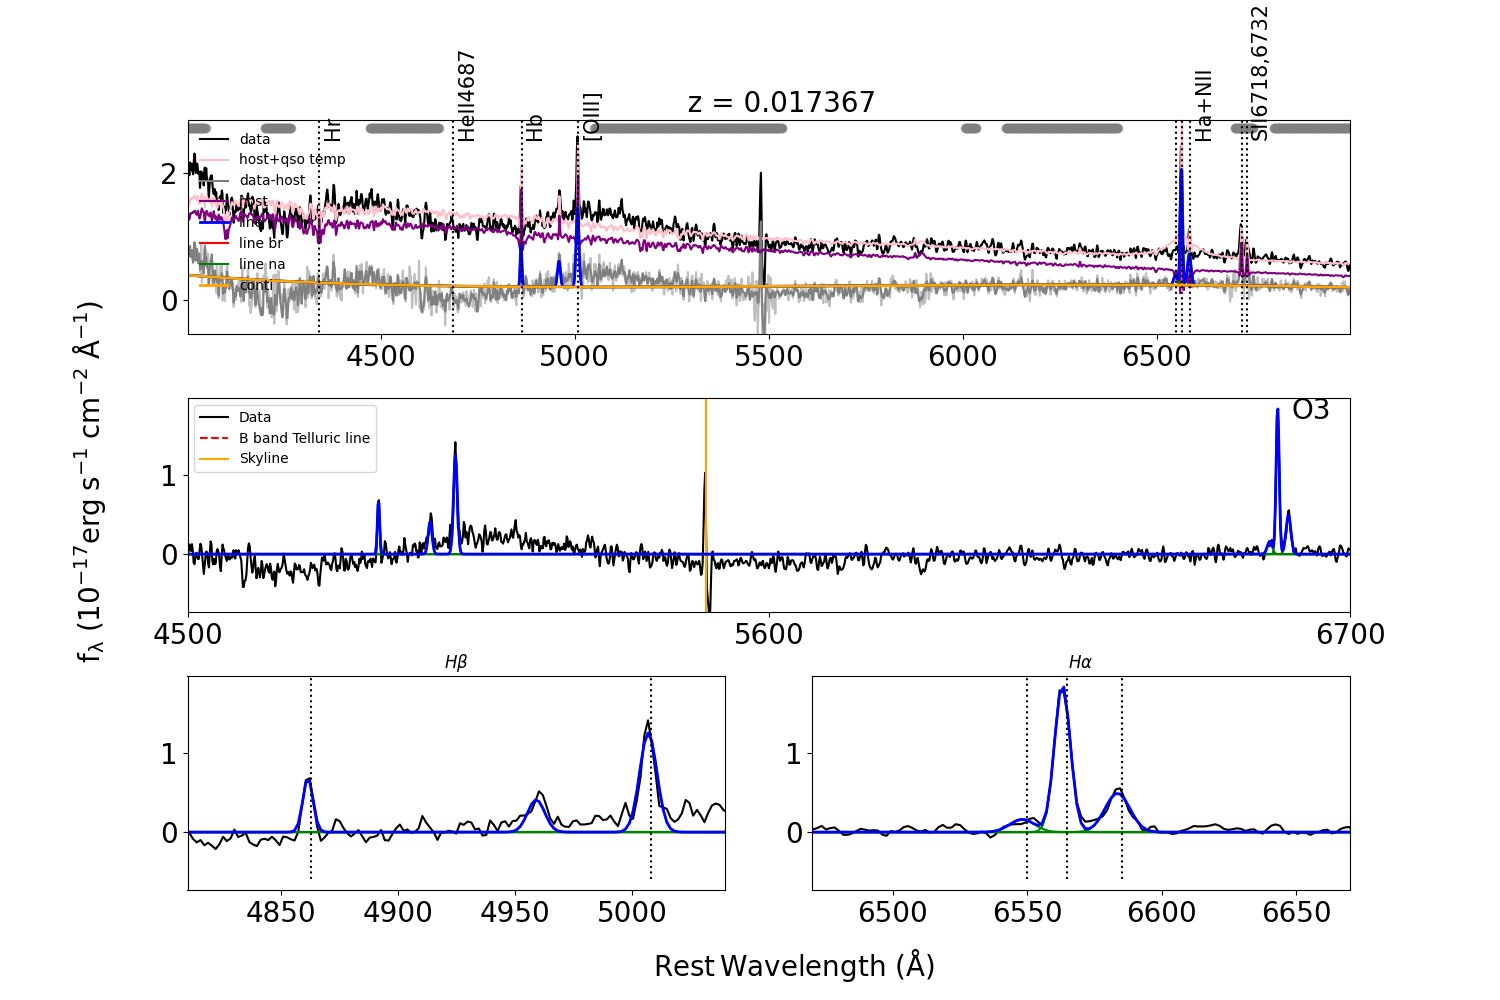 z = 0.017367
Hr
HeII4687
Hb
[OIII]
Ha+NII
SII6718,6732
data
host+qso temp
data-host
host
line
line br
line na
conti
2
0
4500 5000 5500 6000 6500
f_λ (10^{-17} erg s^{-1} cm^{-2} Å^{-1})
Data
B band Telluric line
Skyline
O3
1
0
4500 5600 6700
Hβ
1
0
4850 4900 4950 5000
Hα
1
0
6500 6550 6600 6650
Rest Wavelength (Å)